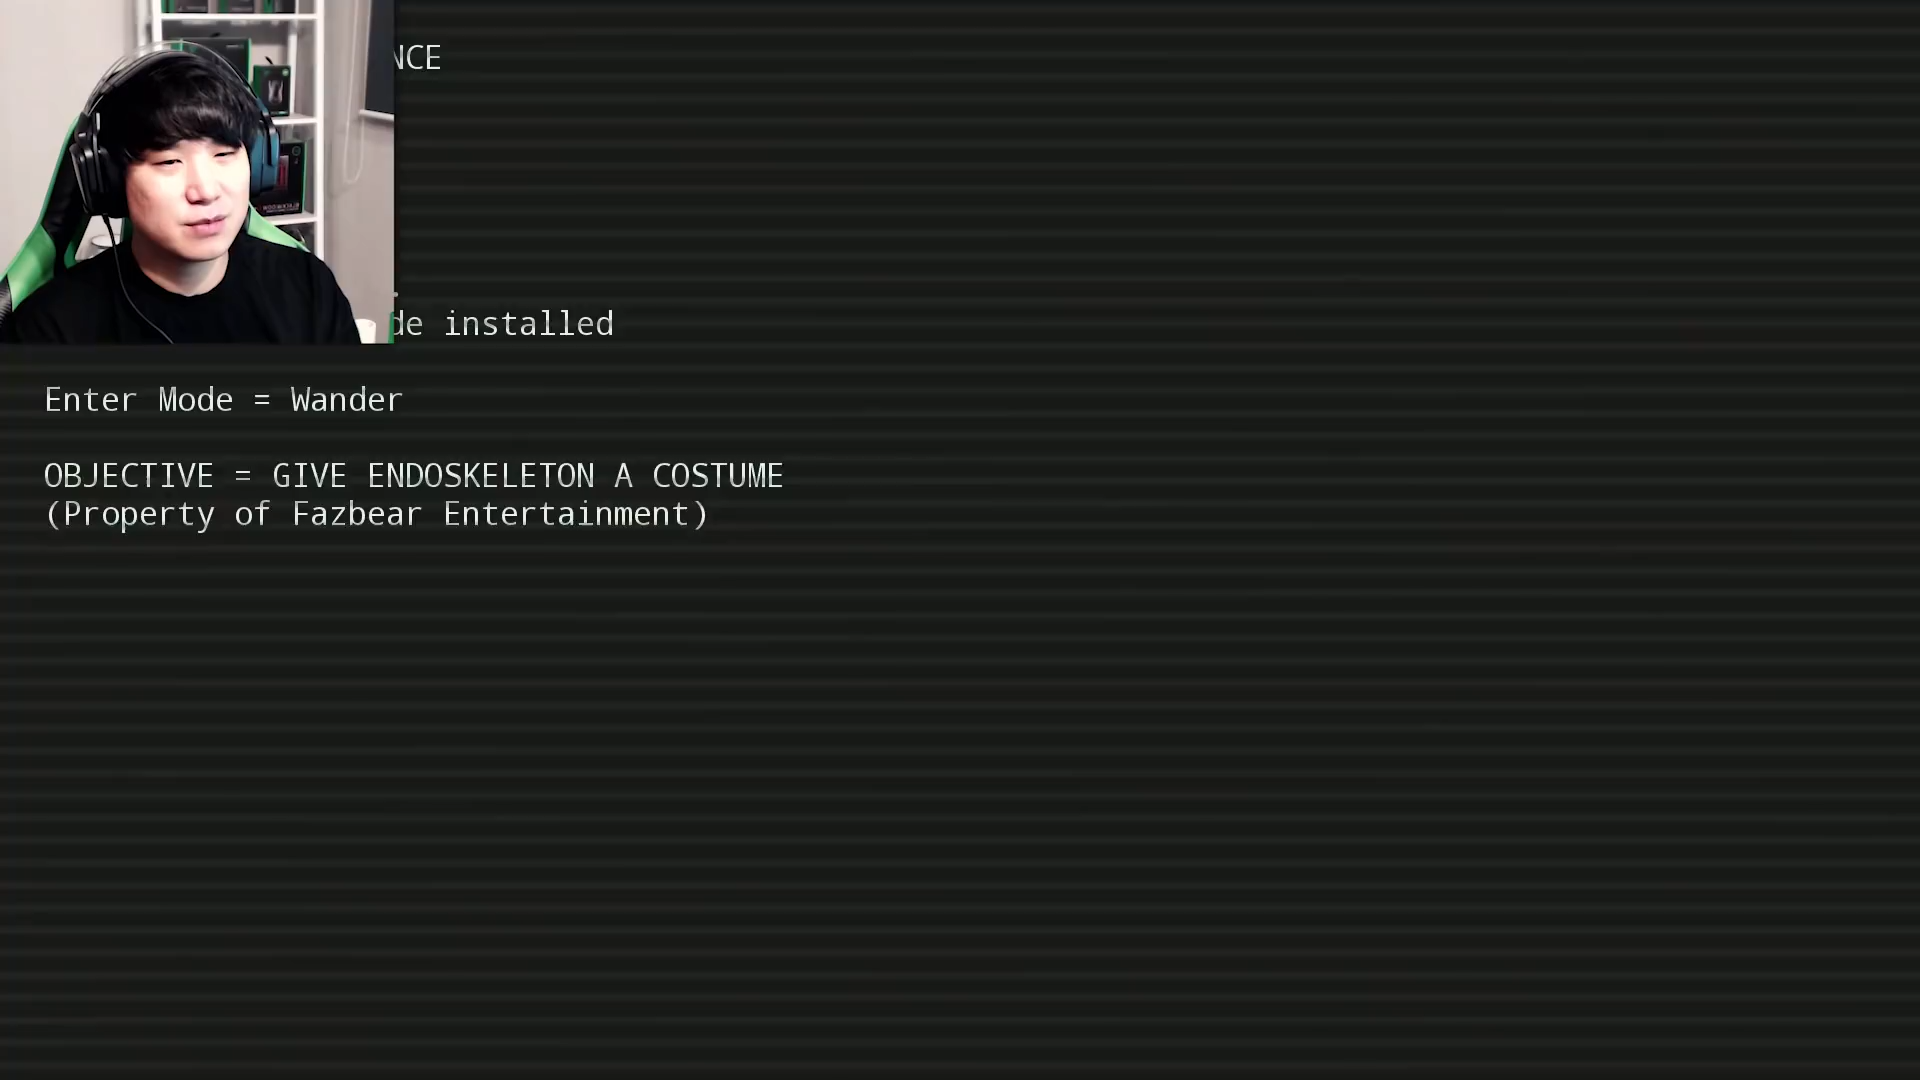 NCE
de installed
Enter Mode = Wander
OBJECTIVE = GIVE ENDOSKELETON A COSTUME
(Property of Fazbear Entertainment)